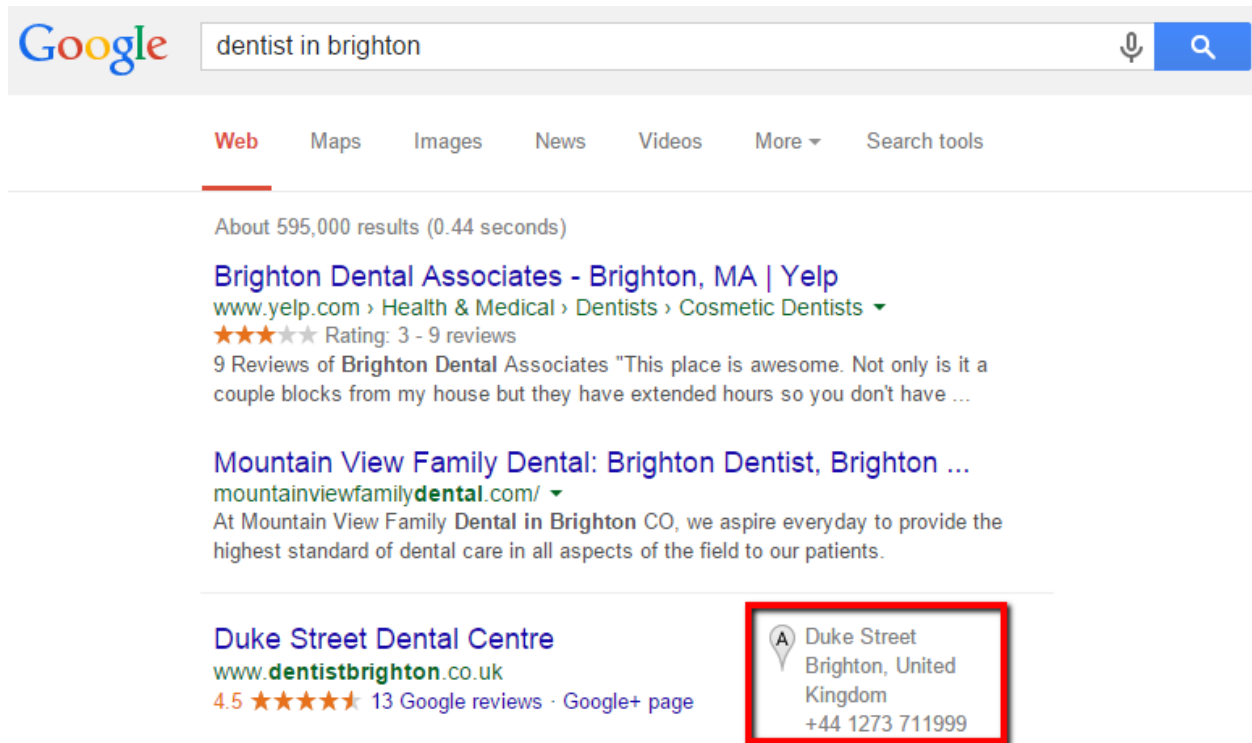 Google
dentist in brighton
Web Maps Images News Videos More Search tools
About 595,000 results (0.44 seconds)
Brighton Dental Associates - Brighton, MA | Yelp
www.yelp.com › Health & Medical › Dentists › Cosmetic Dentists
Rating: 3 - 9 reviews
9 Reviews of Brighton Dental Associates "This place is awesome. Not only is it a
couple blocks from my house but they have extended hours so you don't have ...
Mountain View Family Dental: Brighton Dentist, Brighton ...
mountainviewfamilydental.com/
At Mountain View Family Dental in Brighton CO, we aspire everyday to provide the
highest standard of dental care in all aspects of the field to our patients.
Duke Street Dental Centre
www.dentistbrighton.co.uk
4.5 13 Google reviews · Google+ page
A
Duke Street
Brighton, United
Kingdom
+44 1273 711999